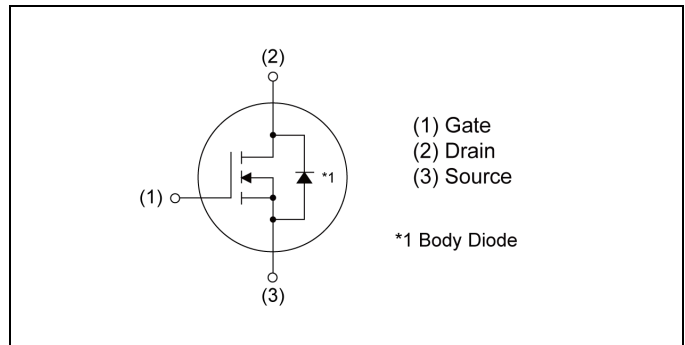 (2)
(1) Gate
(2) Drain
(3) Source
*1
(1)
*1 Body Diode
(3)